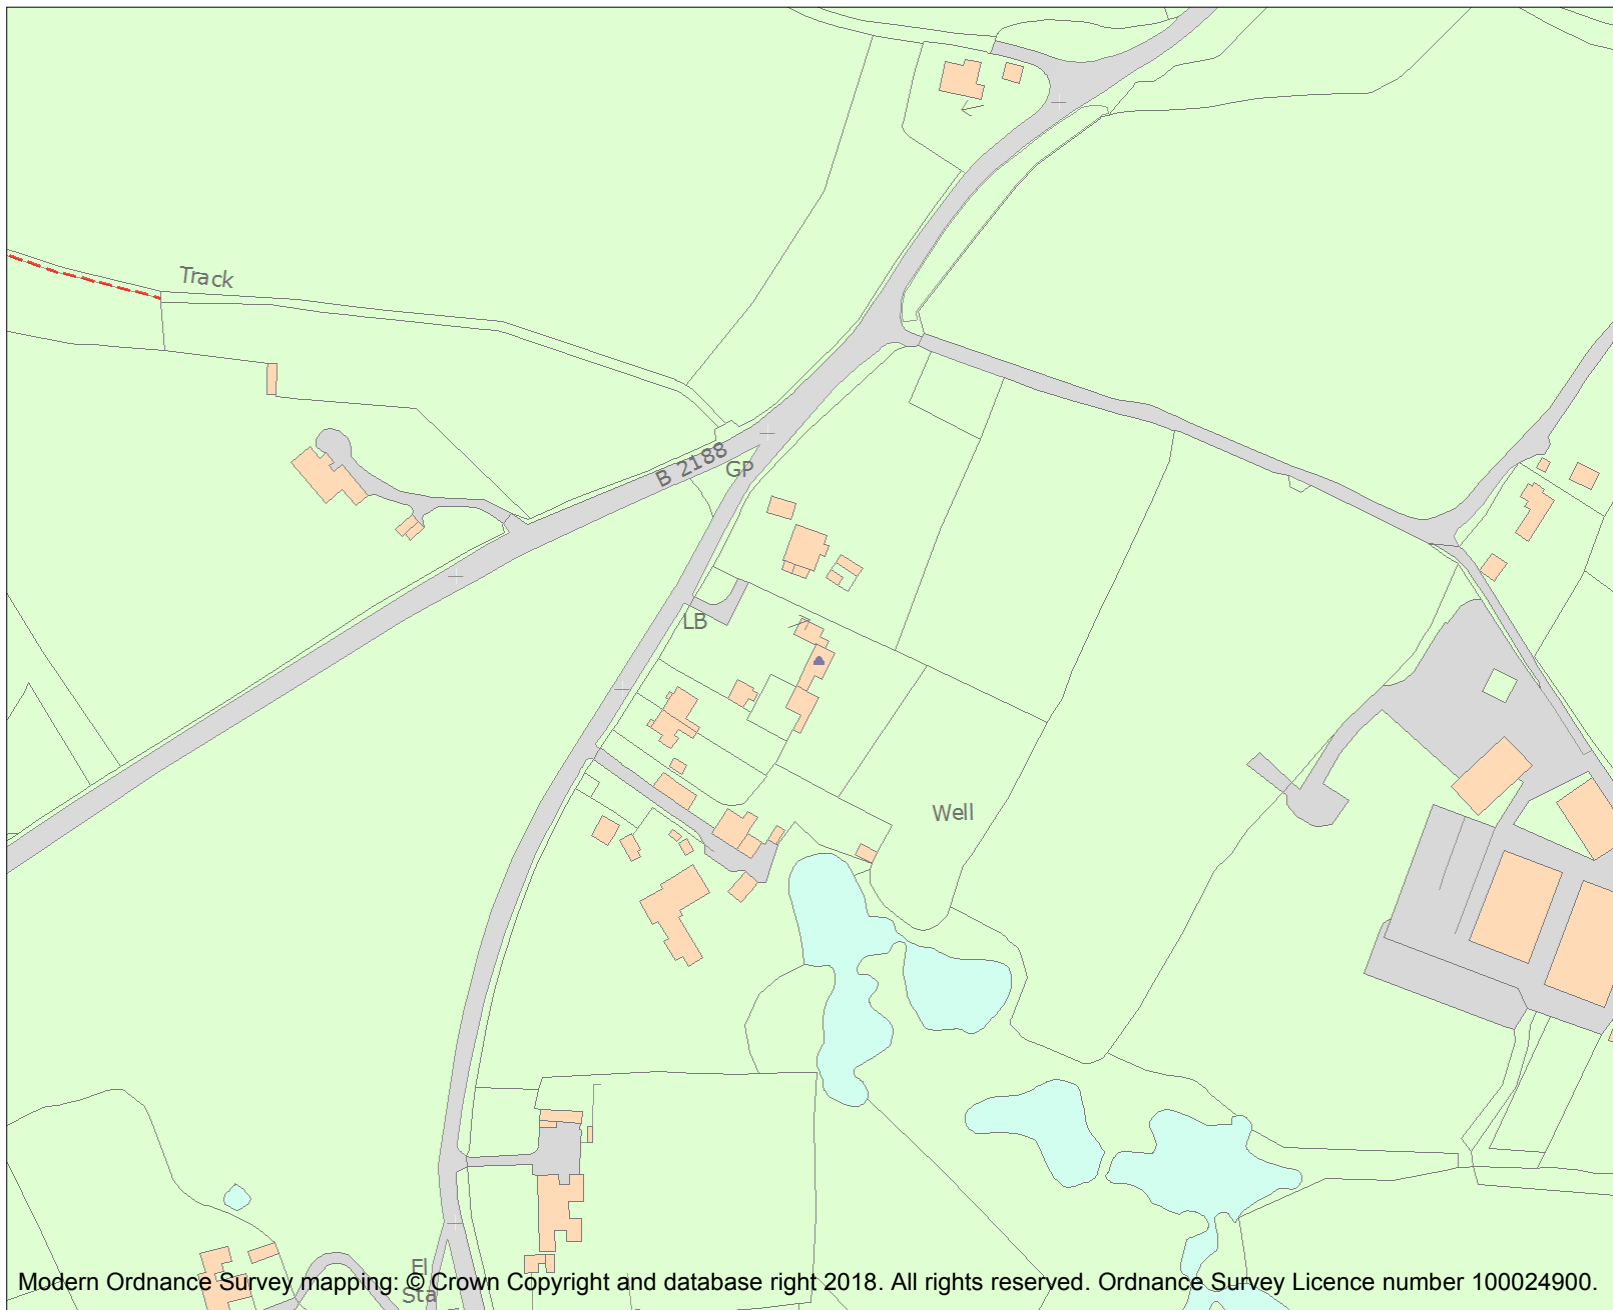 Track
B 2188
GP
LB
Well
El
Sta
Modern Ordnance Survey mapping: © Crown Copyright and database right 2018. All rights reserved. Ordnance Survey Licence number 100024900.